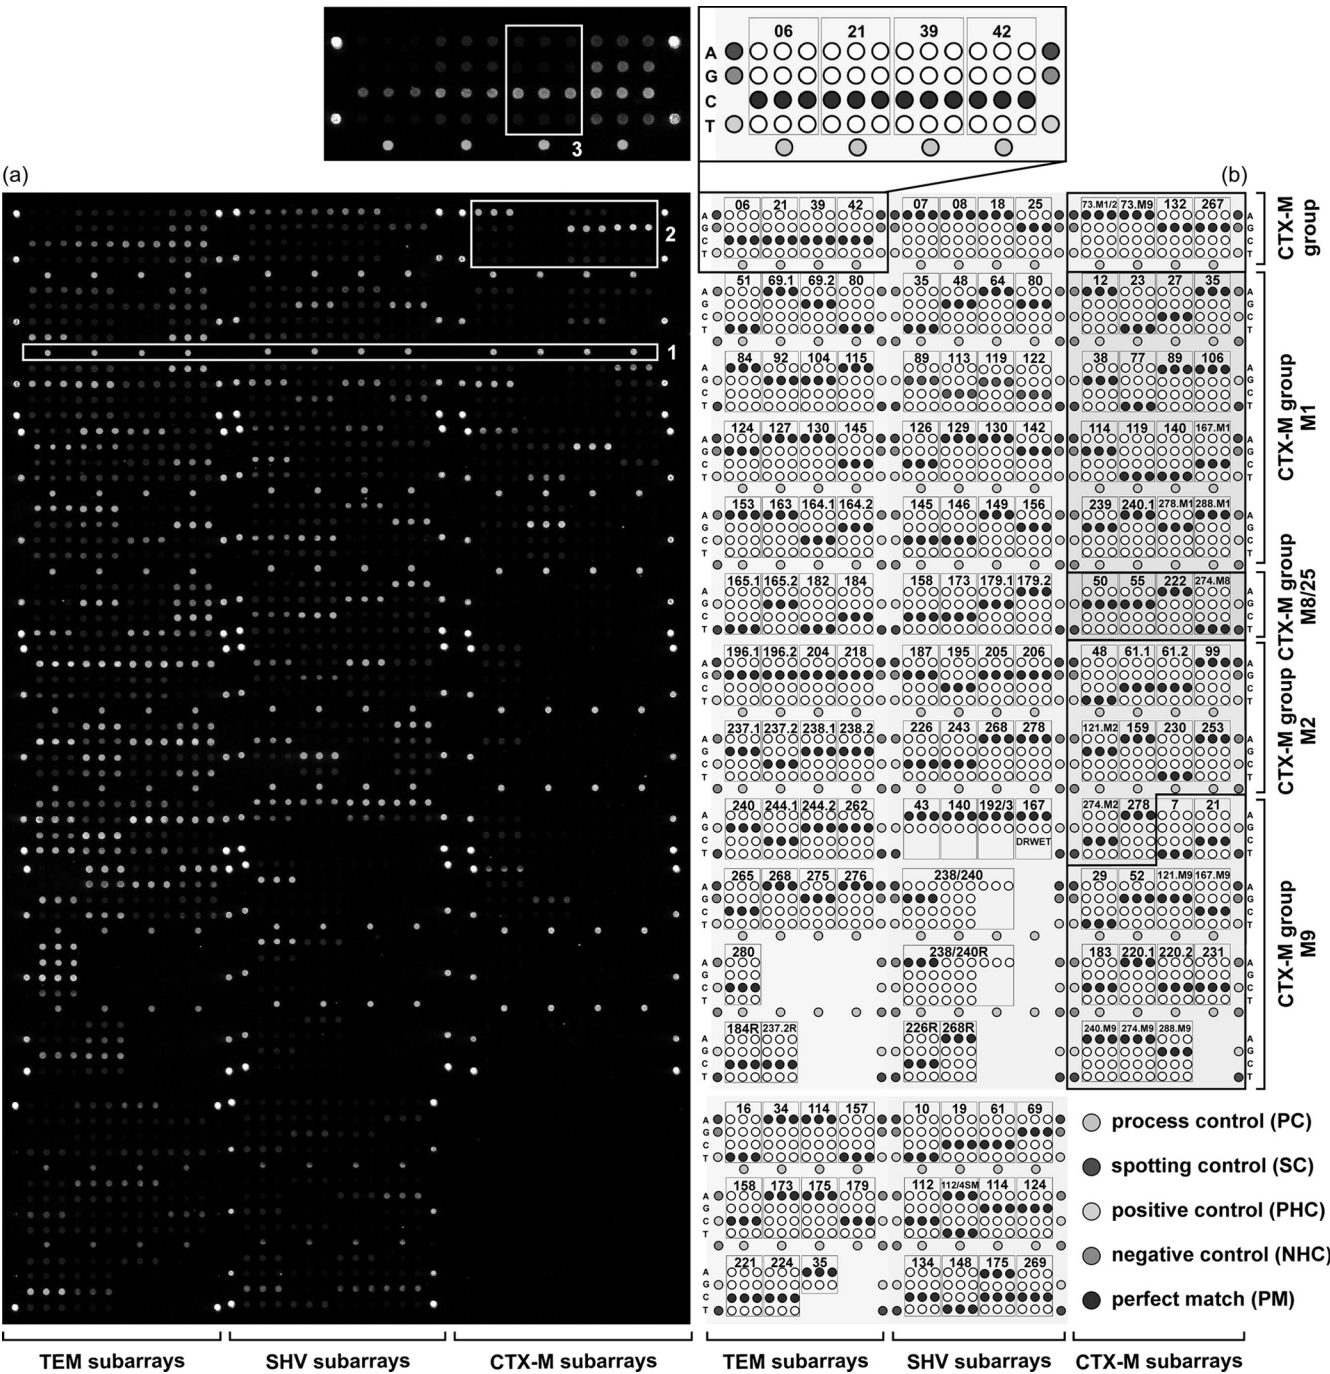 06 21 39 42
A
G
C
T
3
(a)
(b)
2
1
06 21 39 42 07 08 18 25 73.M1/2 73.M9 132 267
A G C T
CTX-M group
51 69.1 69.2 80 35 48 64 80 12 23 27 35
A G C T
84 92 104 115 89 113 119 122 38 77 89 106
A G C T
CTX-M group M1
124 127 130 145 126 129 130 142 114 119 140 167.M1
A G C T
153 163 164.1 164.2 145 146 149 156 239 240.1 278.M1 288.M1
A G C T
165.1 165.2 182 184 158 173 179.1 179.2 50 55 222 274.M8
A G C T
CTX-M group M8/25
196.1 196.2 204 218 187 195 205 206 48 61.1 61.2 99
A G C T
CTX-M group M2
237.1 237.2 238.1 238.2 226 243 268 278 121.M2 159 230 253
A G C T
240 244.1 244.2 262 43 140 192/3 167 274.M2 278 7 21
DRWET
A G C T
265 268 275 276 238/240 29 52 121.M9 167.M9
A G C T
CTX-M group M9
280 238/240R 183 220.1 220.2 231
A G C T
184R 237.2R 226R 268R 240.M9 274.M9 288.M9
A G C T
16 34 114 157 10 19 61 69
A G C T
158 173 175 179 112 112/4SM 114 124
A G C T
221 224 35 134 148 175 269
A G C T
process control (PC)
spotting control (SC)
positive control (PHC)
negative control (NHC)
perfect match (PM)
TEM subarrays SHV subarrays CTX-M subarrays TEM subarrays SHV subarrays CTX-M subarrays